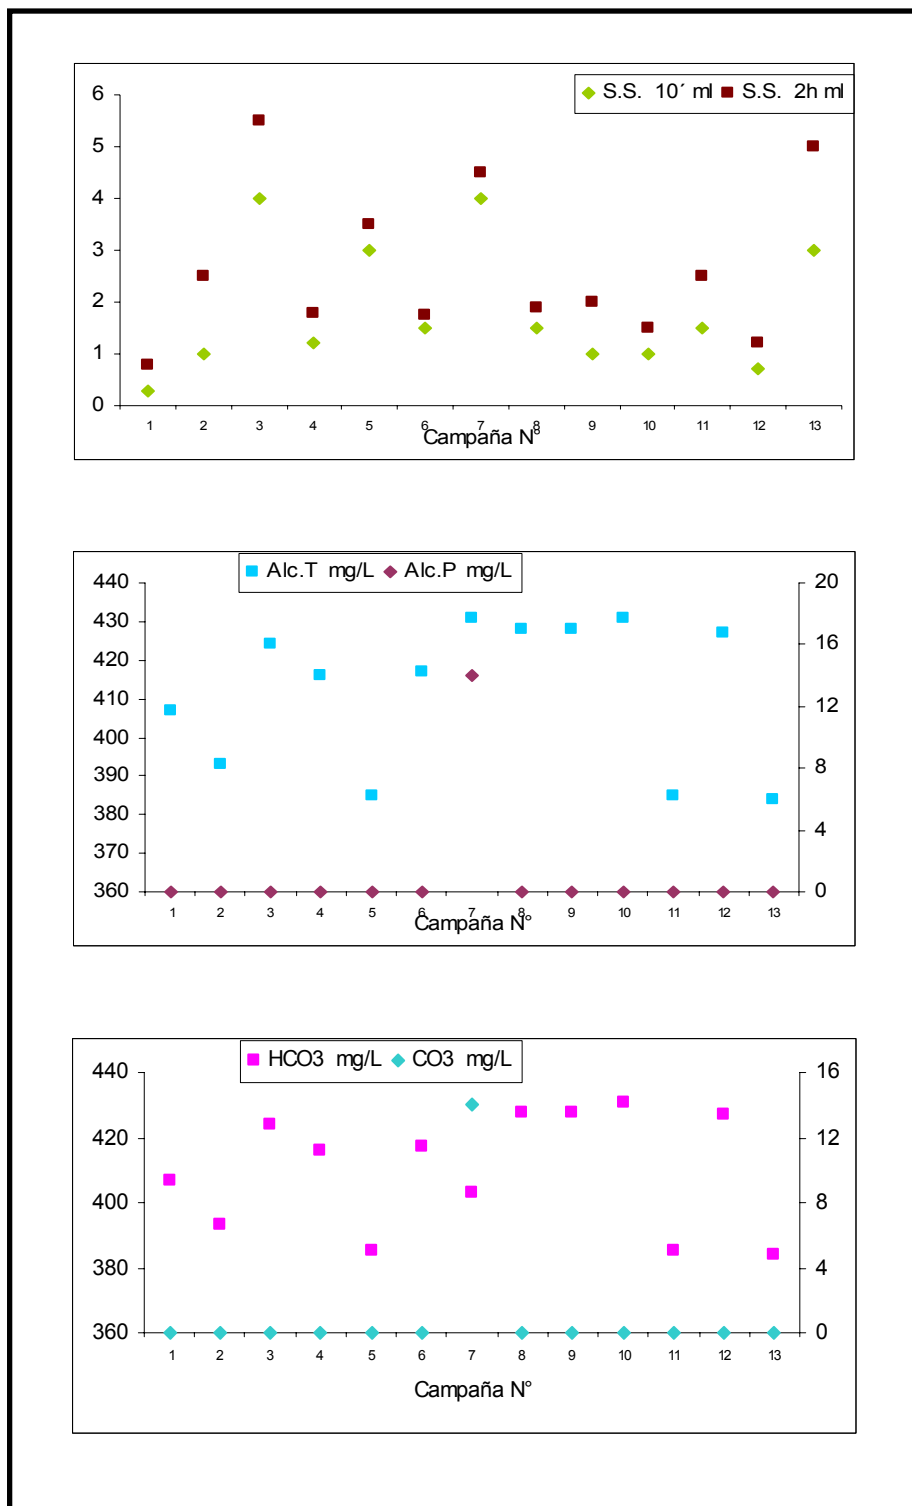 S.S. 10´ ml S.S. 2h ml
6
5
4
3
2
1
0
1 2 3 4 5 6 7 8 9 10 11 12 13
Campaña N°
Alc.T mg/L Alc.P mg/L
440 20
430
420 16
410
400 12
390
380 8
370 4
360 0
1 2 3 4 5 6 7 8 9 10 11 12 13
Campaña N°
HCO3 mg/L CO3 mg/L
440 16
420 12
400 8
380 4
360 0
1 2 3 4 5 6 7 8 9 10 11 12 13
Campaña N°